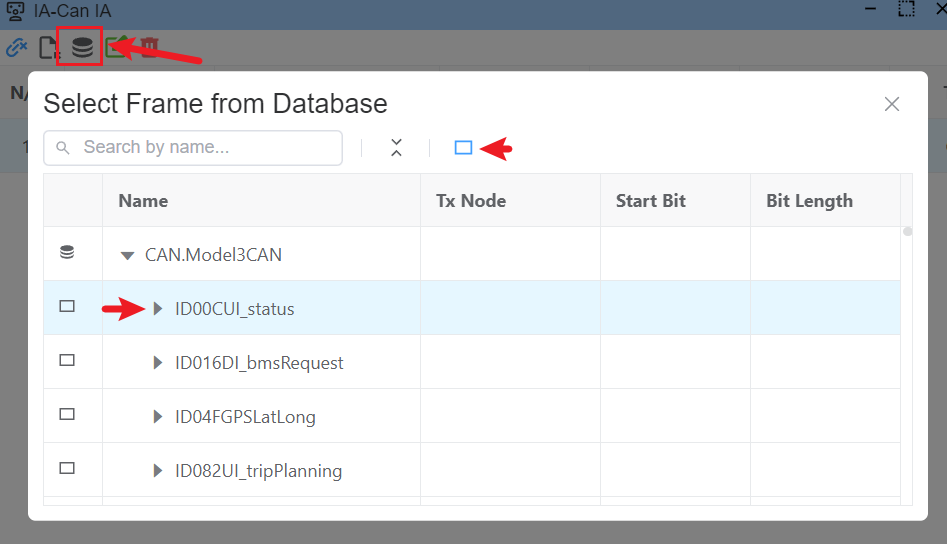 IA-Can IA
Select Frame from Database
Search by name...
Name Tx Node Start Bit Bit Length
CAN.Model3CAN
ID00CUI_status
ID016DI_bmsRequest
ID04FGPSLatLong
ID082UI_tripPlanning